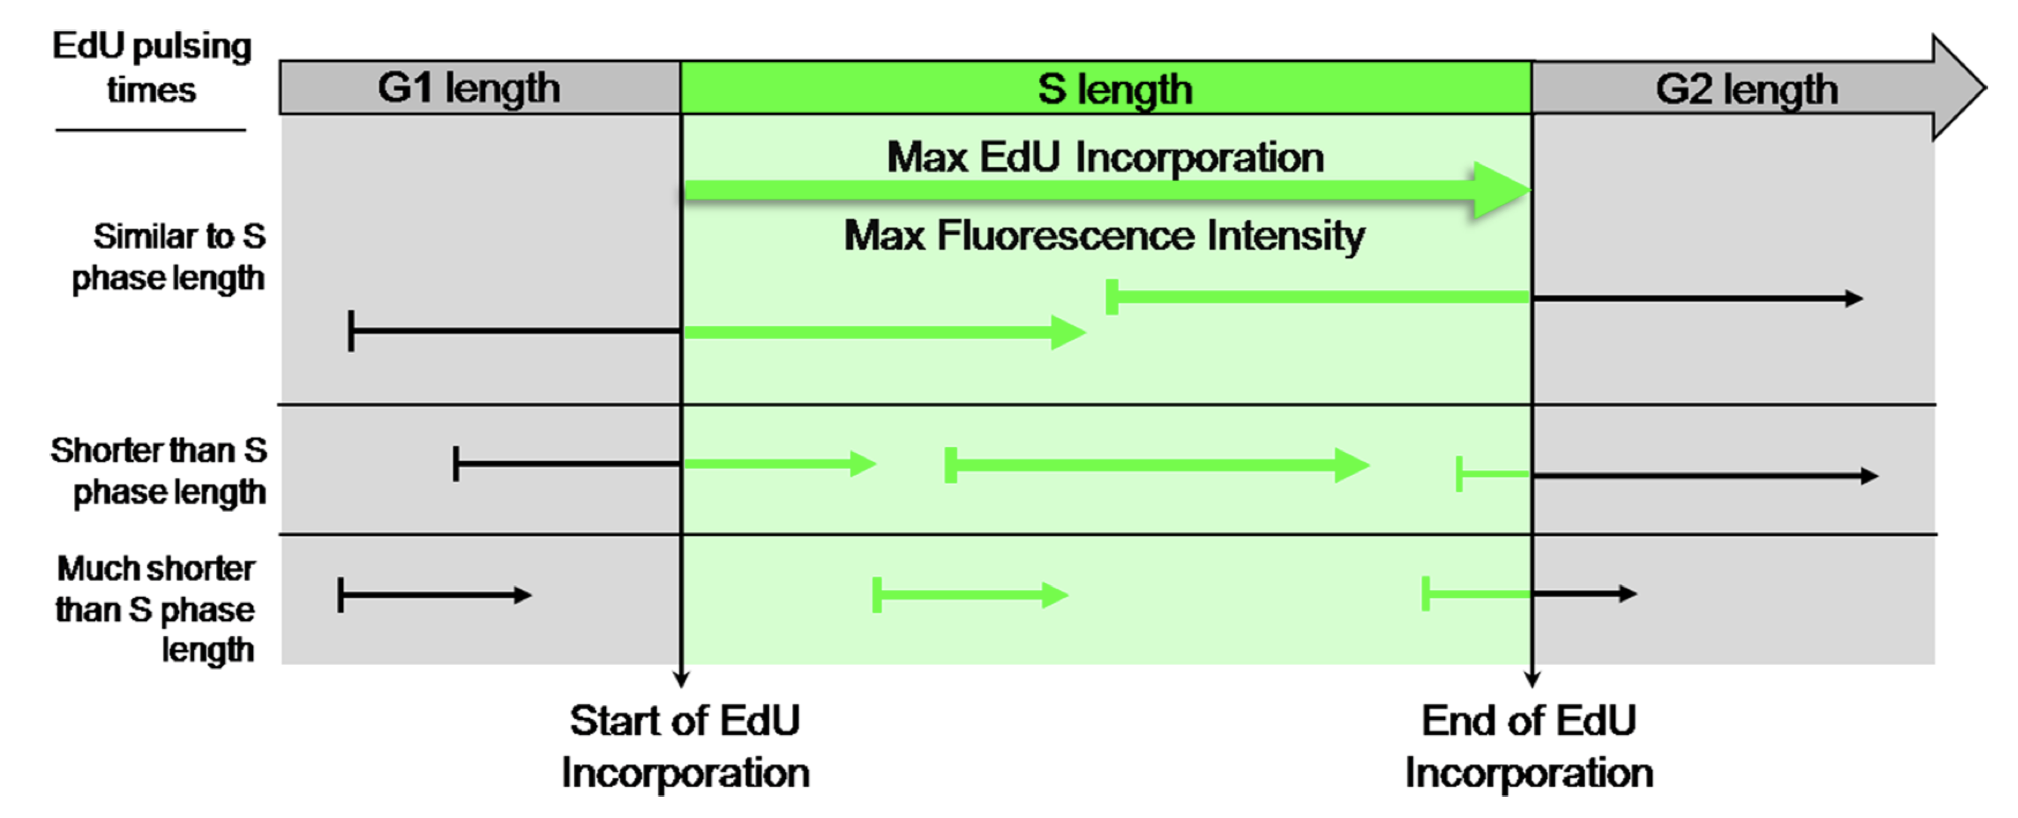 EdU pulsing
times
G1 length
S length
G2 length
Max EdU Incorporation
Max Fluorescence Intensity
Similar to S
phase length
Shorter than S
phase length
Much shorter
than S phase
length
Start of EdU
Incorporation
End of EdU
Incorporation